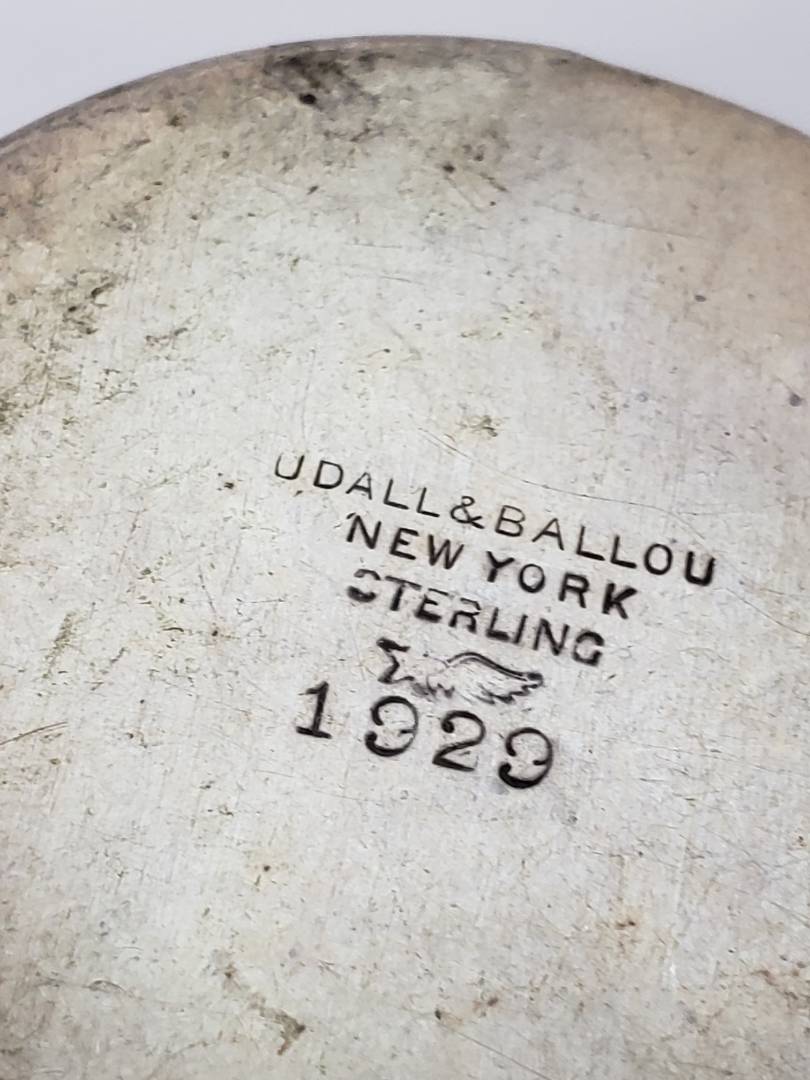 UDALL & BALLOU
NEW YORK
STERLING
1929